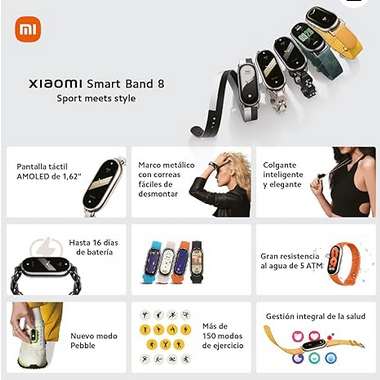 mi
xiaomi Smart Band 8
Sport meets style
Pantalla táctil
AMOLED de 1,62"
Marco metálico
con correas
fáciles de
desmontar
Colgante
inteligente
y elegante
Hasta 16 días
de batería
Gran resistencia
al agua de 5 ATM
Nuevo modo
Pebble
Más de
150 modos
de ejercicio
Gestión integral de la salud